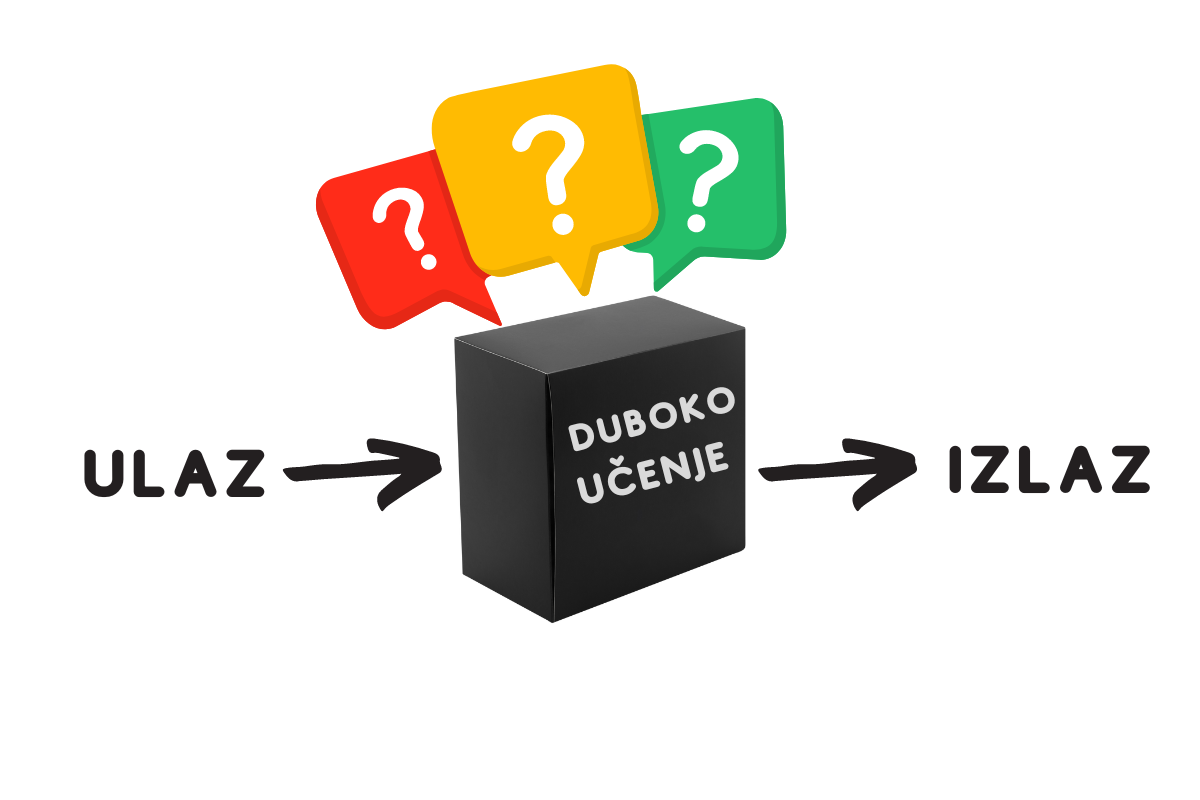 ? ? ?
DUBOKO
UČENJE
ULAZ
IZLAZ